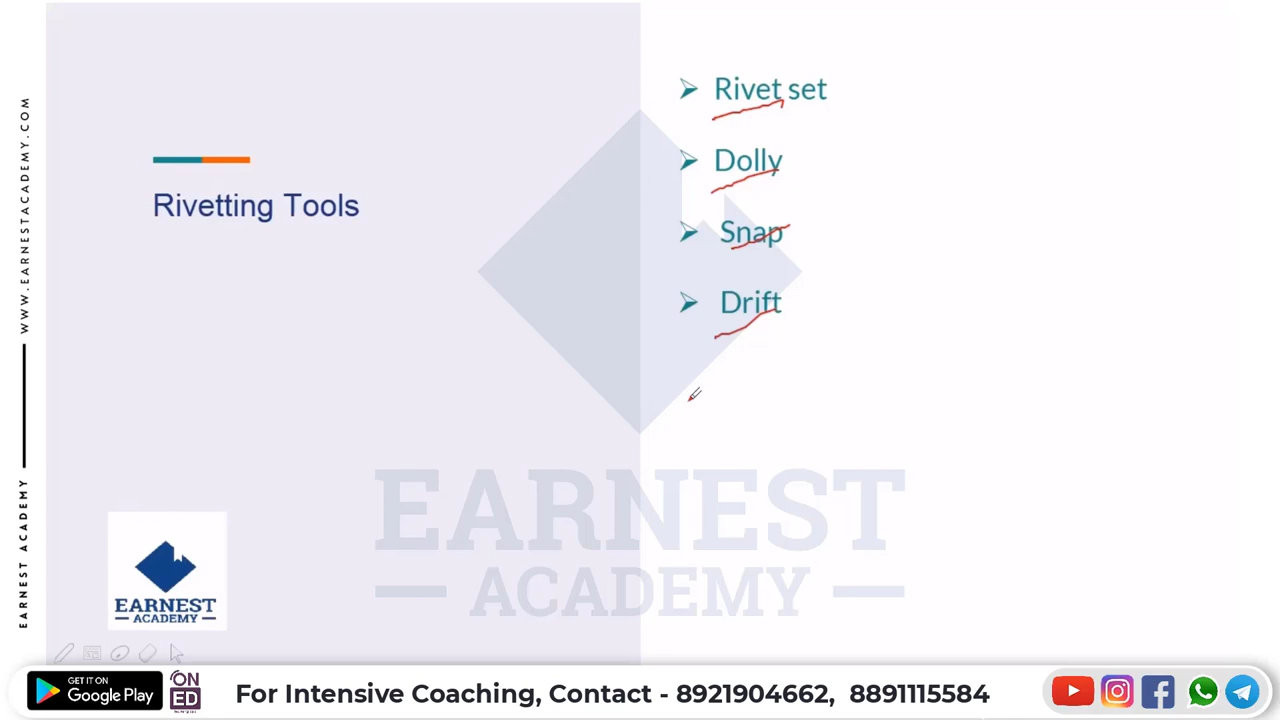 WWW.EARNESTACADEMY.COM
EARNEST ACADEMY
Rivetting Tools
Rivet set
Dolly
Snap
Drift
EARNEST
ACADEMY
EARNEST
ACADEMY
GET IT ON
Google Play
ON
ED
For Intensive Coaching, Contact - 8921904662, 8891115584